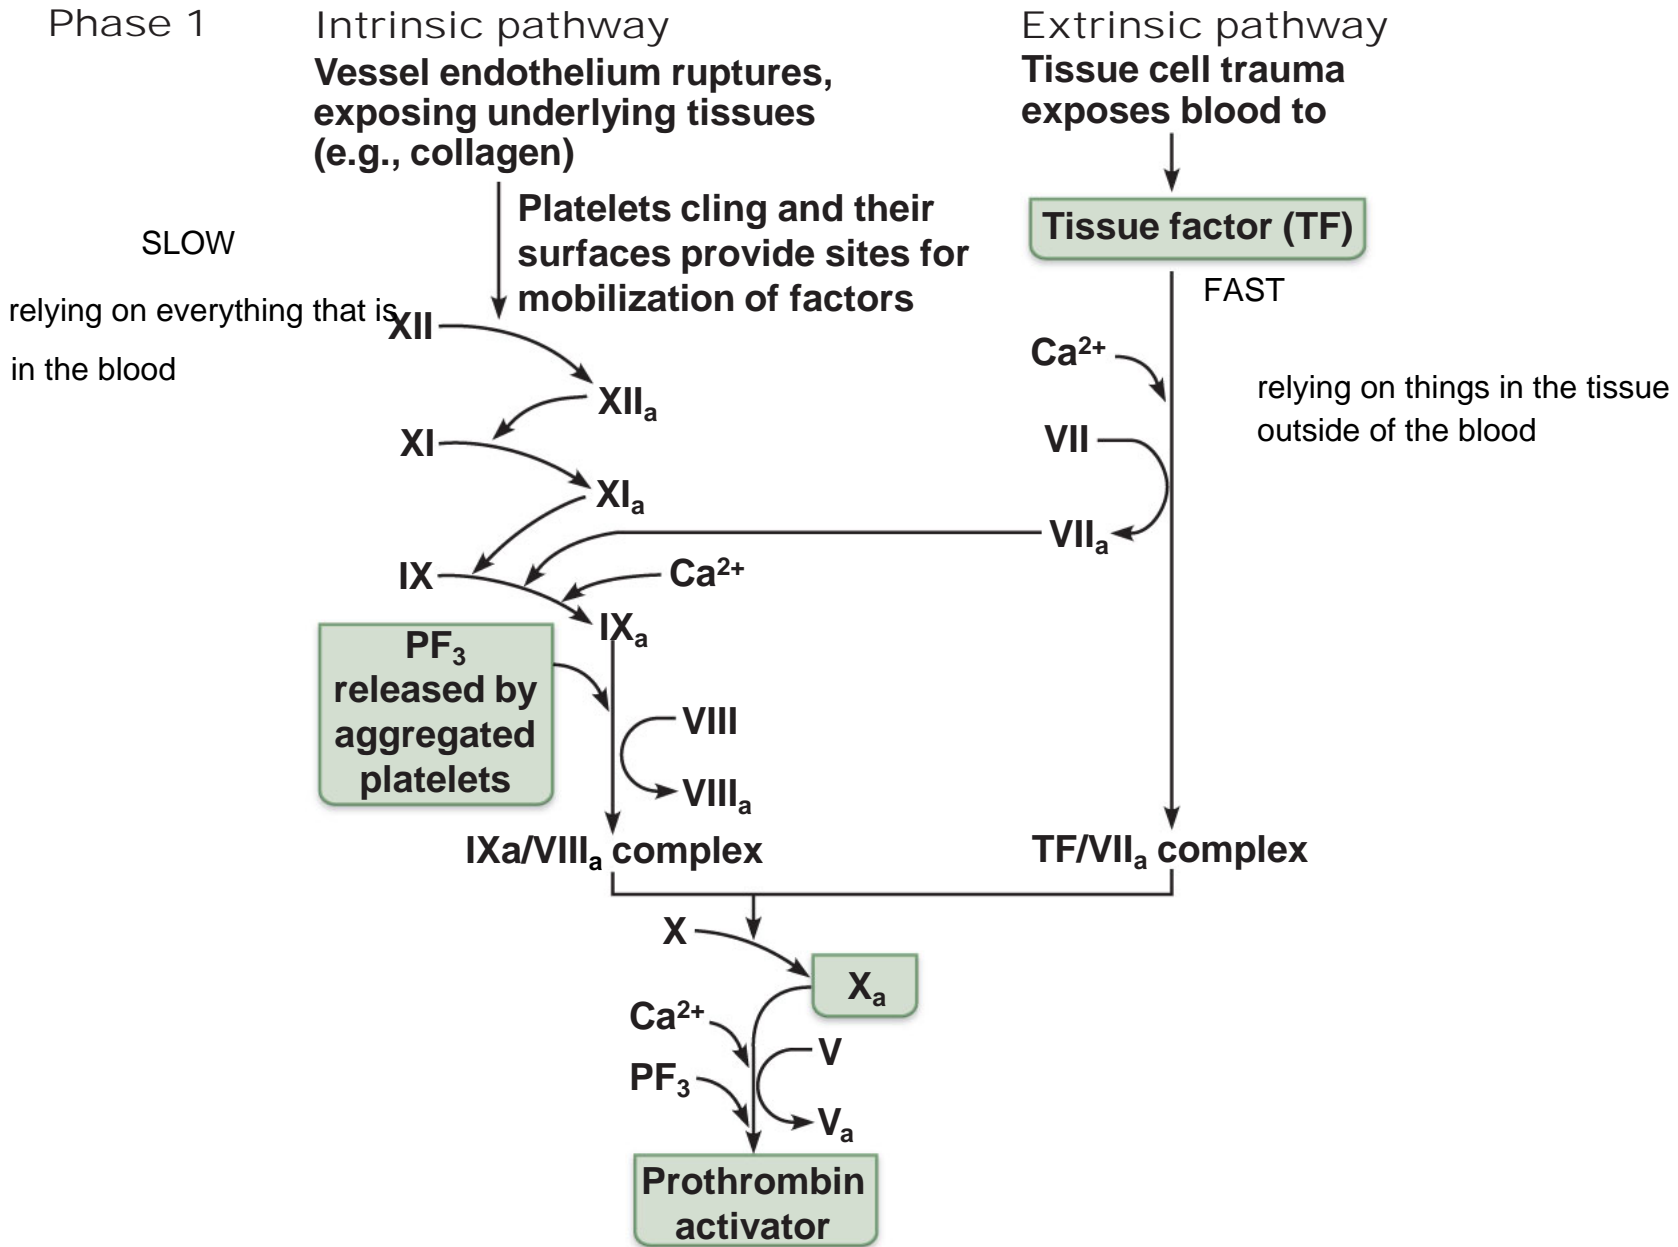 Phase 1
Intrinsic pathway
Extrinsic pathway
Vessel endothelium ruptures,
exposing underlying tissues
(e.g., collagen)
Tissue cell trauma
exposes blood to
Platelets cling and their
surfaces provide sites for
mobilization of factors
Tissue factor (TF)
SLOW
FAST
relying on everything that is
in the blood
XII
XIIa
Ca2+
relying on things in the tissue
outside of the blood
XI
VII
XIa
VIIa
IX
Ca2+
IXa
PF3
released by
aggregated
platelets
VIII
VIIIa
IXa/VIIIa complex
TF/VIIa complex
X
Xa
Ca2+
V
PF3
Va
Prothrombin
activator